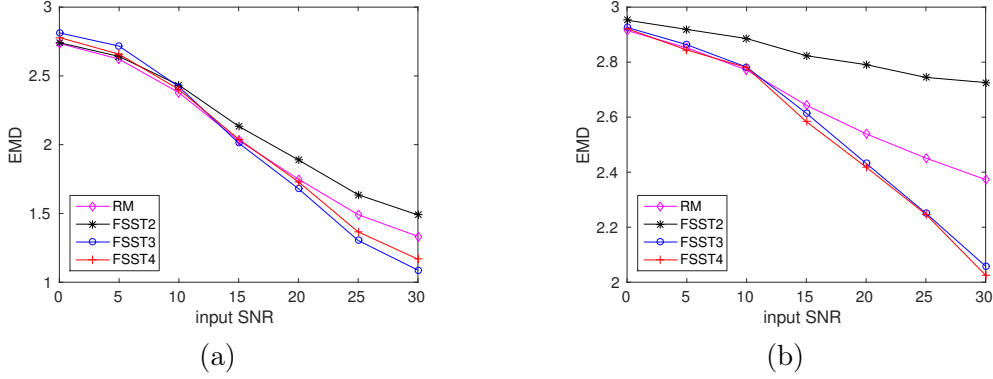 3
2.5
2
1.5
1
EMD
RM
FSST2
FSST3
FSST4
0 5 10 15 20 25 30
input SNR
(a)
3
2.8
2.6
2.4
2.2
2
EMD
RM
FSST2
FSST3
FSST4
0 5 10 15 20 25 30
input SNR
(b)